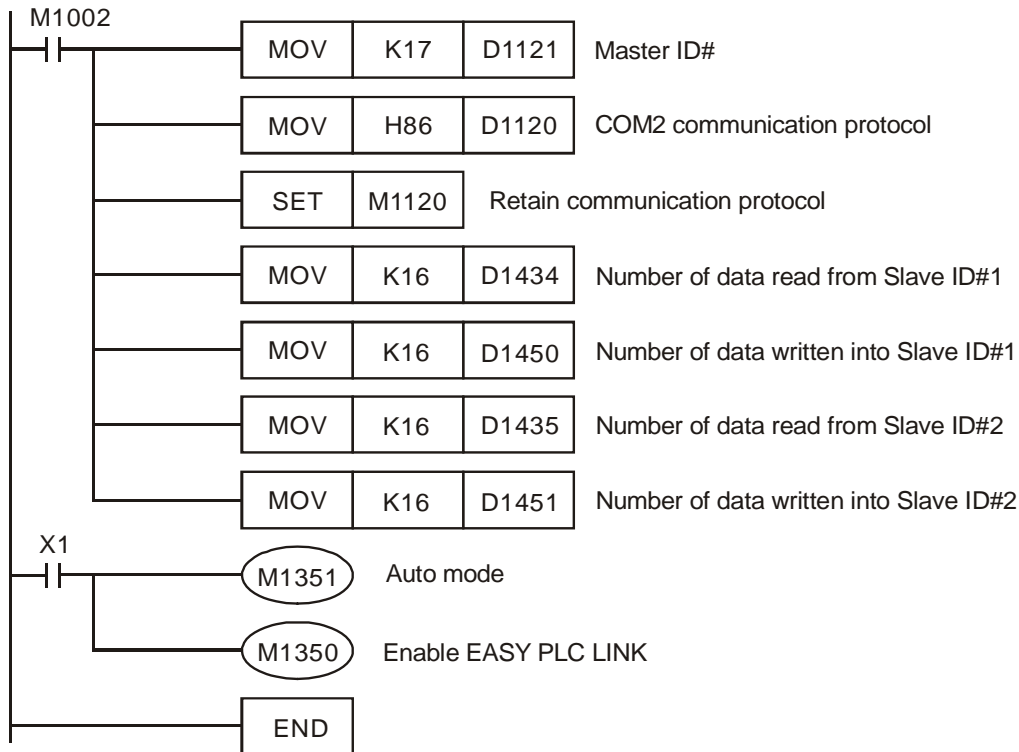 M1002
MOV K17 D1121 Master ID#
MOV H86 D1120 COM2 communication protocol
SET M1120 Retain communication protocol
MOV K16 D1434 Number of data read from Slave ID#1
MOV K16 D1450 Number of data written into Slave ID#1
MOV K16 D1435 Number of data read from Slave ID#2
MOV K16 D1451 Number of data written into Slave ID#2
X1
M1351 Auto mode
M1350 Enable EASY PLC LINK
END